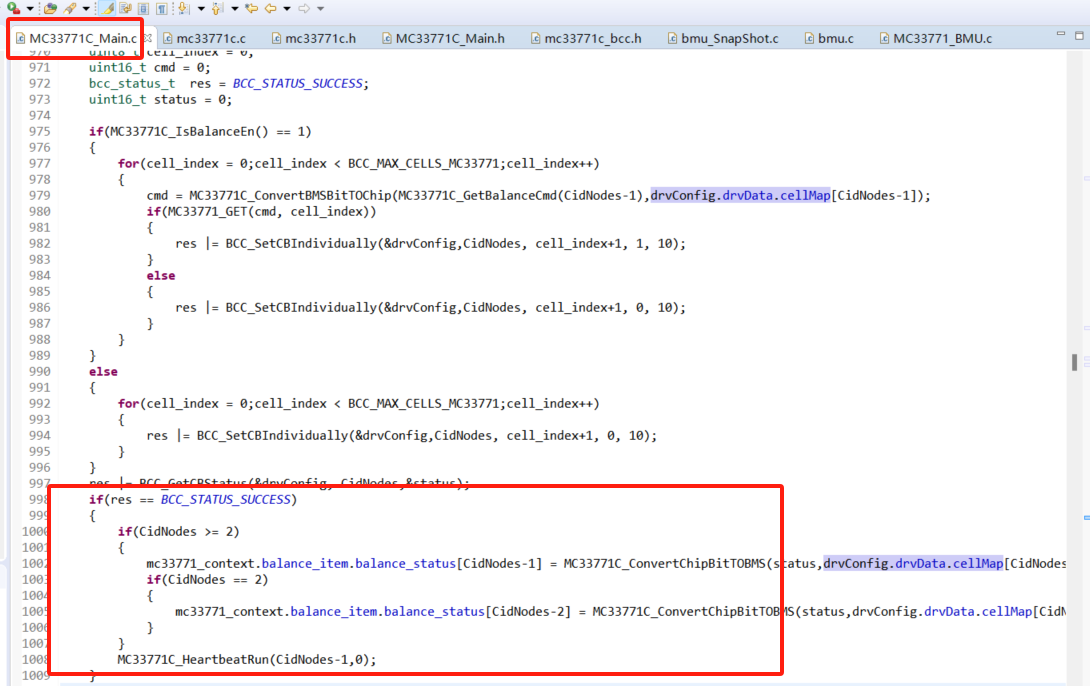 MC33771C_Main.c
mc33771c.c
mc33771c.h
MC33771C_Main.h
mc33771c_bcc.h
bmu_SnapShot.c
bmu.c
MC33771_BMU.c
970 uint8_t cell_index = 0;
971 uint16_t cmd = 0;
972 bcc_status_t res = BCC_STATUS_SUCCESS;
973 uint16_t status = 0;
974
975 if(MC33771C_IsBalanceEn() == 1)
976 {
977 for(cell_index = 0;cell_index < BCC_MAX_CELLS_MC33771;cell_index++)
978 {
979 cmd = MC33771C_ConvertBMSBitTOChip(MC33771C_GetBalanceCmd(CidNodes-1),drvConfig.drvData.cellMap[CidNodes-1]);
980 if(MC33771_GET(cmd, cell_index))
981 {
982 res |= BCC_SetCBIndividually(&drvConfig,CidNodes, cell_index+1, 1, 10);
983 }
984 else
985 {
986 res |= BCC_SetCBIndividually(&drvConfig,CidNodes, cell_index+1, 0, 10);
987 }
988 }
989 }
990 else
991 {
992 for(cell_index = 0;cell_index < BCC_MAX_CELLS_MC33771;cell_index++)
993 {
994 res |= BCC_SetCBIndividually(&drvConfig,CidNodes, cell_index+1, 0, 10);
995 }
996 }
997 res |= BCC_GetCBStatus(&drvConfig, CidNodes,&status);
998 if(res == BCC_STATUS_SUCCESS)
999 {
1000 if(CidNodes >= 2)
1001 {
1002 mc33771_context.balance_item.balance_status[CidNodes-1] = MC33771C_ConvertChipBitTOBMS(status,drvConfig.drvData.cellMap[CidNodes
1003 if(CidNodes == 2)
1004 {
1005 mc33771_context.balance_item.balance_status[CidNodes-2] = MC33771C_ConvertChipBitTOBMS(status,drvConfig.drvData.cellMap[CidN
1006 }
1007 }
1008 MC33771C_HeartbeatRun(CidNodes-1,0);
1009 }